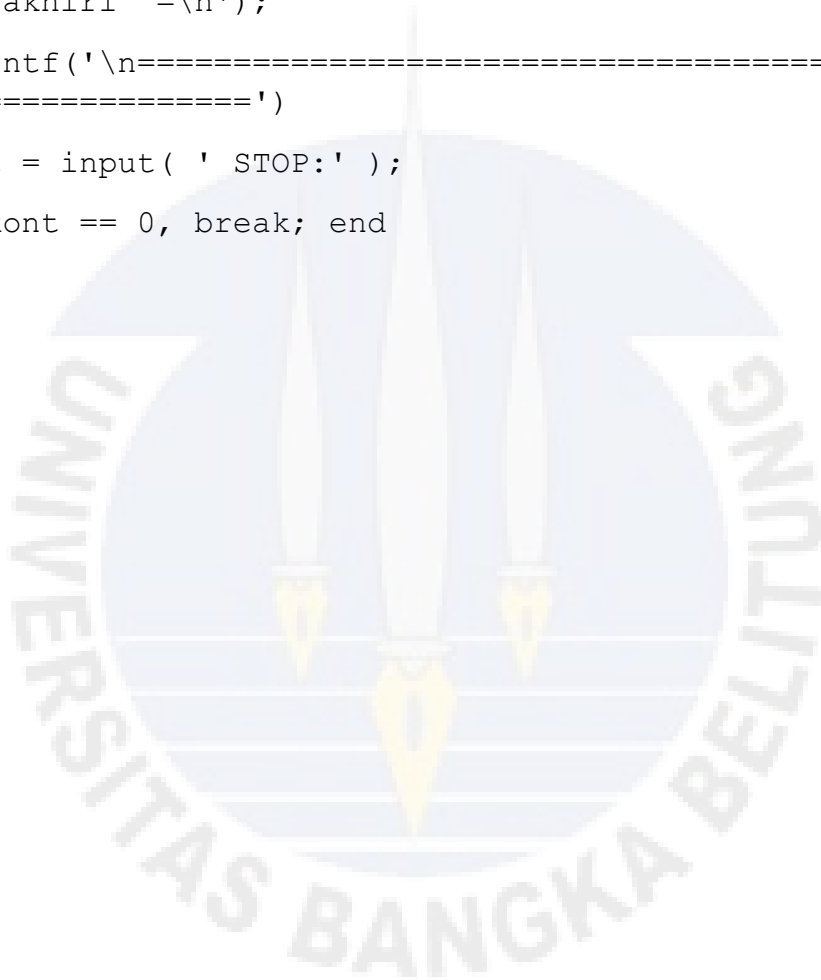 akhiri =\n');
ntf('\n==================================
=============')
= input( ' STOP:' );
ont == 0, break; end
UNIVERSITAS BANGKA BELITUNG